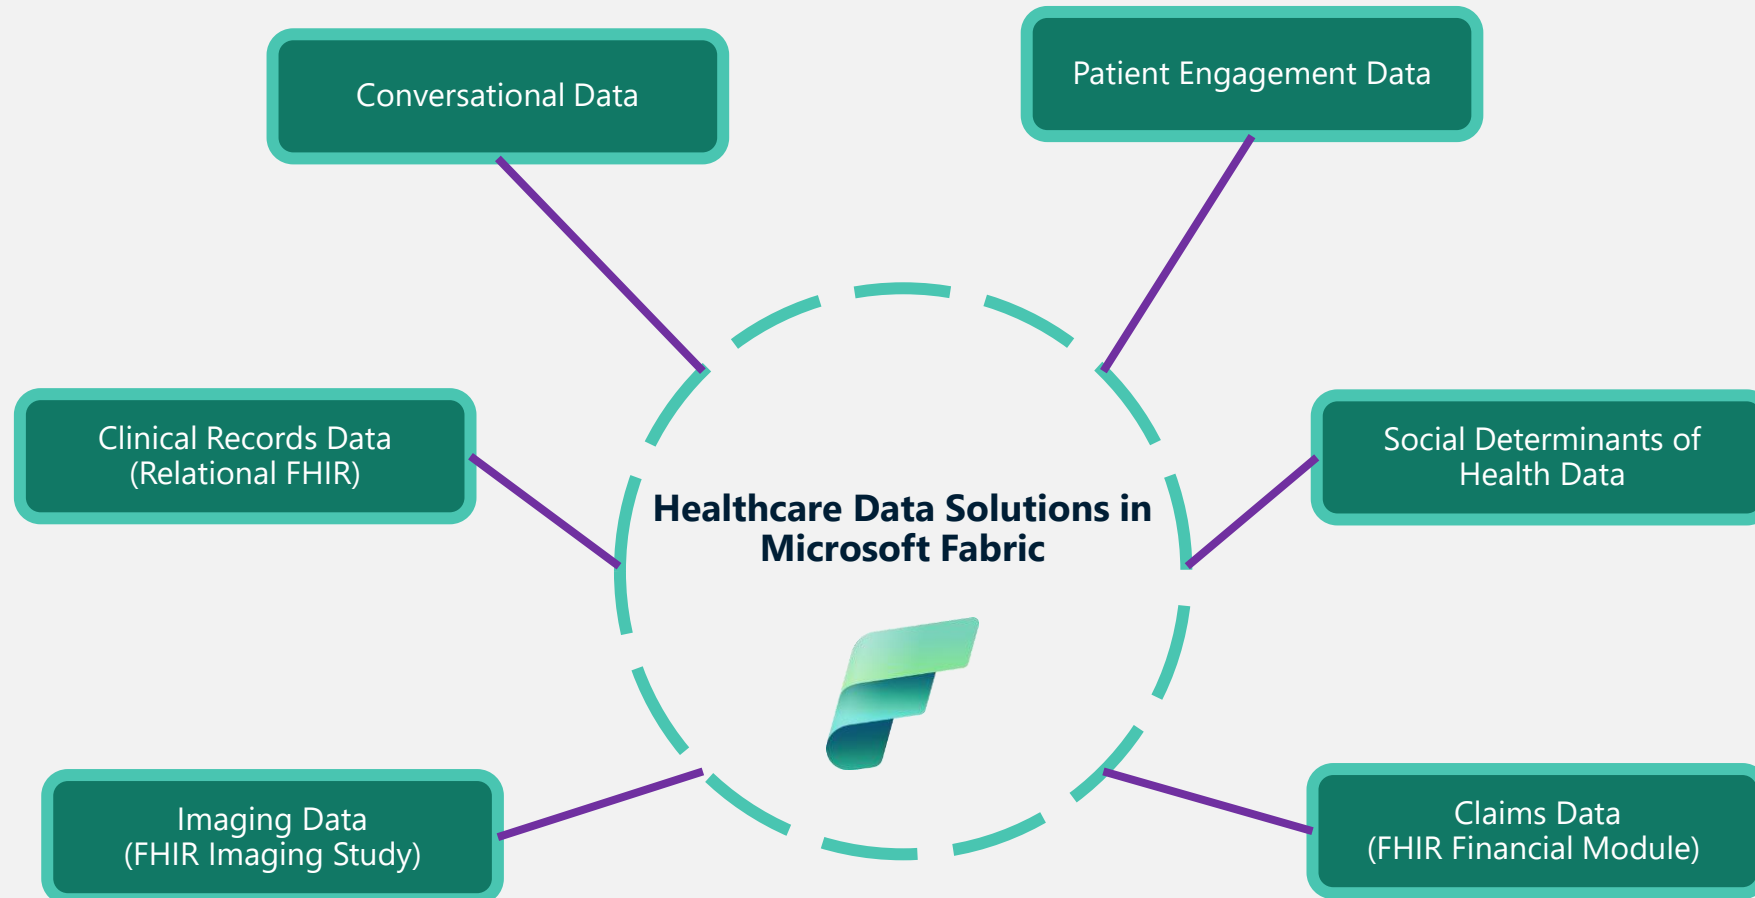 Conversational Data
Patient Engagement Data
Clinical Records Data
(Relational FHIR)
Social Determinants of
Health Data
Healthcare Data Solutions in
Microsoft Fabric
Imaging Data
(FHIR Imaging Study)
Claims Data
(FHIR Financial Module)